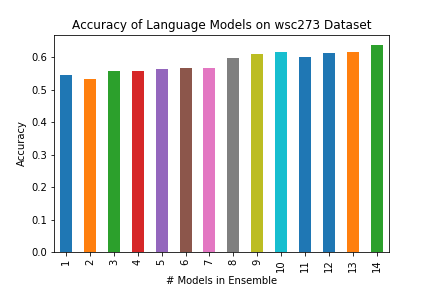 Accuracy of Language Models on wsc273 Dataset
0.6
0.5
0.4
0.3
0.2
0.1
0.0
Accuracy
1 2 3 4 5 6 7 8 9 10 11 12 13 14
# Models in Ensemble